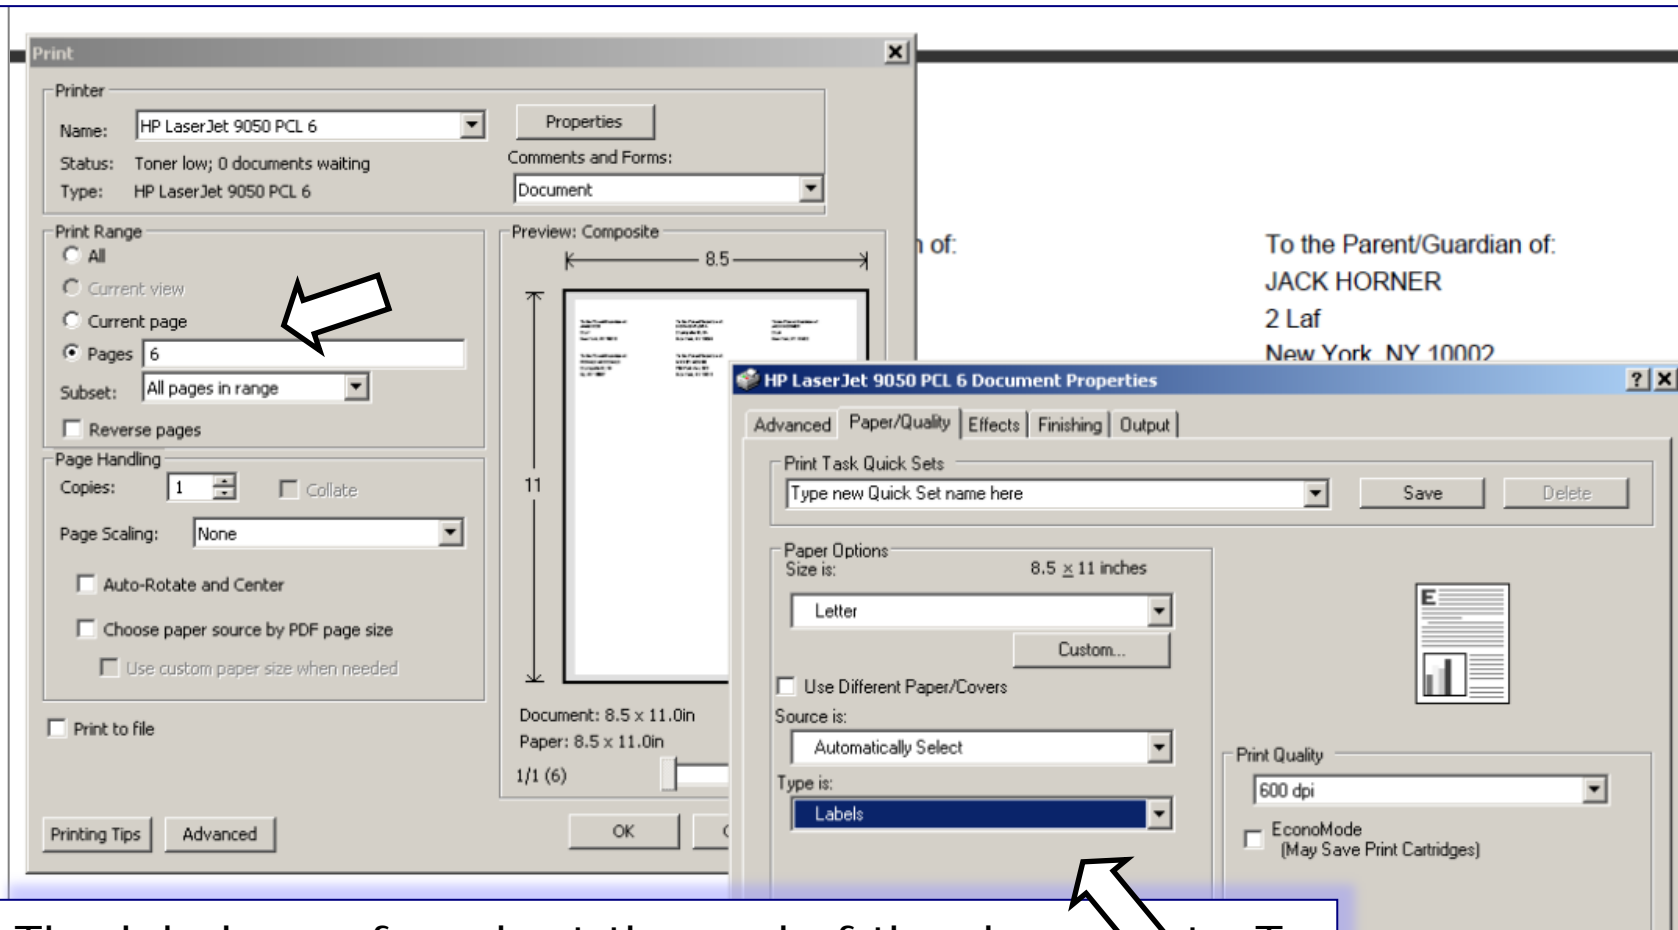 Print
Printer
Name: HP LaserJet 9050 PCL 6
Properties
Status: Toner low; 0 documents waiting
Comments and Forms:
Type: HP LaserJet 9050 PCL 6
Document
Print Range
All
Current view
Current page
Pages 6
Subset: All pages in range
Reverse pages
Page Handling
Copies: 1 Collate
Page Scaling: None
Auto-Rotate and Center
Choose paper source by PDF page size
Use custom paper size when needed
Print to file
Printing Tips Advanced
Preview: Composite
8.5
11
Document: 8.5 x 11.0in
Paper: 8.5 x 11.0in
1/1 (6)
OK
of:
To the Parent/Guardian of:
JACK HORNER
2 Laf
New York, NY 10002
HP LaserJet 9050 PCL 6 Document Properties
Advanced Paper/Quality Effects Finishing Output
Print Task Quick Sets
Type new Quick Set name here Save Delete
Paper Options
Size is: 8.5 × 11 inches
Letter
Custom...
Use Different Paper/Covers
Source is:
Automatically Select
Type is:
Labels
E
Print Quality
600 dpi
EconoMode
(May Save Print Cartridges)